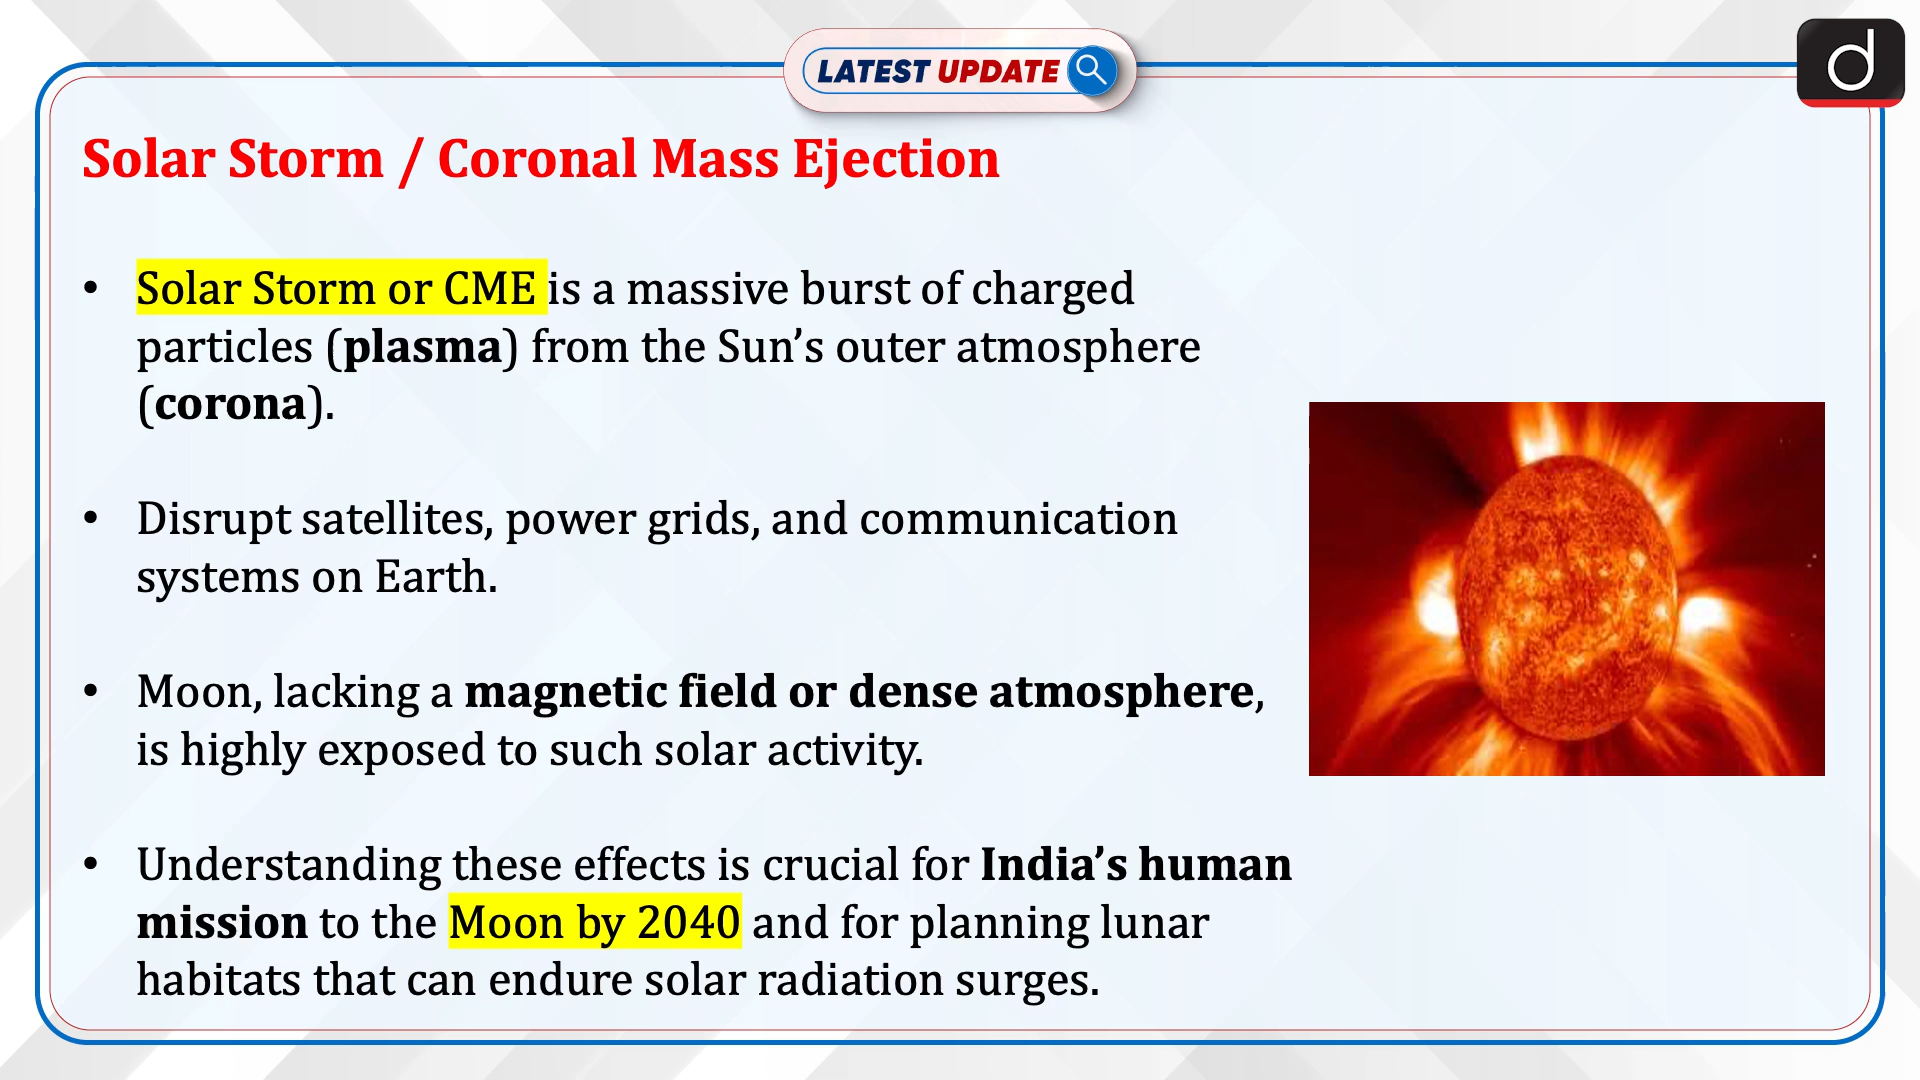 LATEST UPDATE
d
Solar Storm / Coronal Mass Ejection
• Solar Storm or CME is a massive burst of charged
particles (plasma) from the Sun’s outer atmosphere
(corona).
• Disrupt satellites, power grids, and communication
systems on Earth.
• Moon, lacking a magnetic field or dense atmosphere,
is highly exposed to such solar activity.
• Understanding these effects is crucial for India’s human
mission to the Moon by 2040 and for planning lunar
habitats that can endure solar radiation surges.